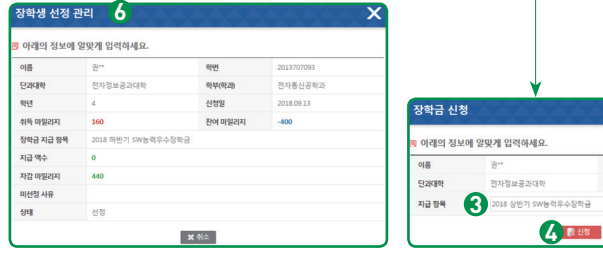 장학생 선정 관리 6 X
아래의 정보에 알맞게 입력하세요.
이름 권** 학번 2013707093
단과대학 전자정보공과대학 학부(학과) 전자통신공학과
학년 4 신청일 2018.09.13
취득 마일리지 160 잔여 마일리지 -400
장학금 지급 항목 2018 하반기 SW능력우수장학금
지급 액수 0
차감 마일리지 440
미선정 사유
상태 선정
취소
장학금 신청
아래의 정보에 알맞게 입력하세요.
이름 권**
단과대학 전자정보공과대학
지급 항목 3 2018 상반기 SW능력우수장학금
4 신청